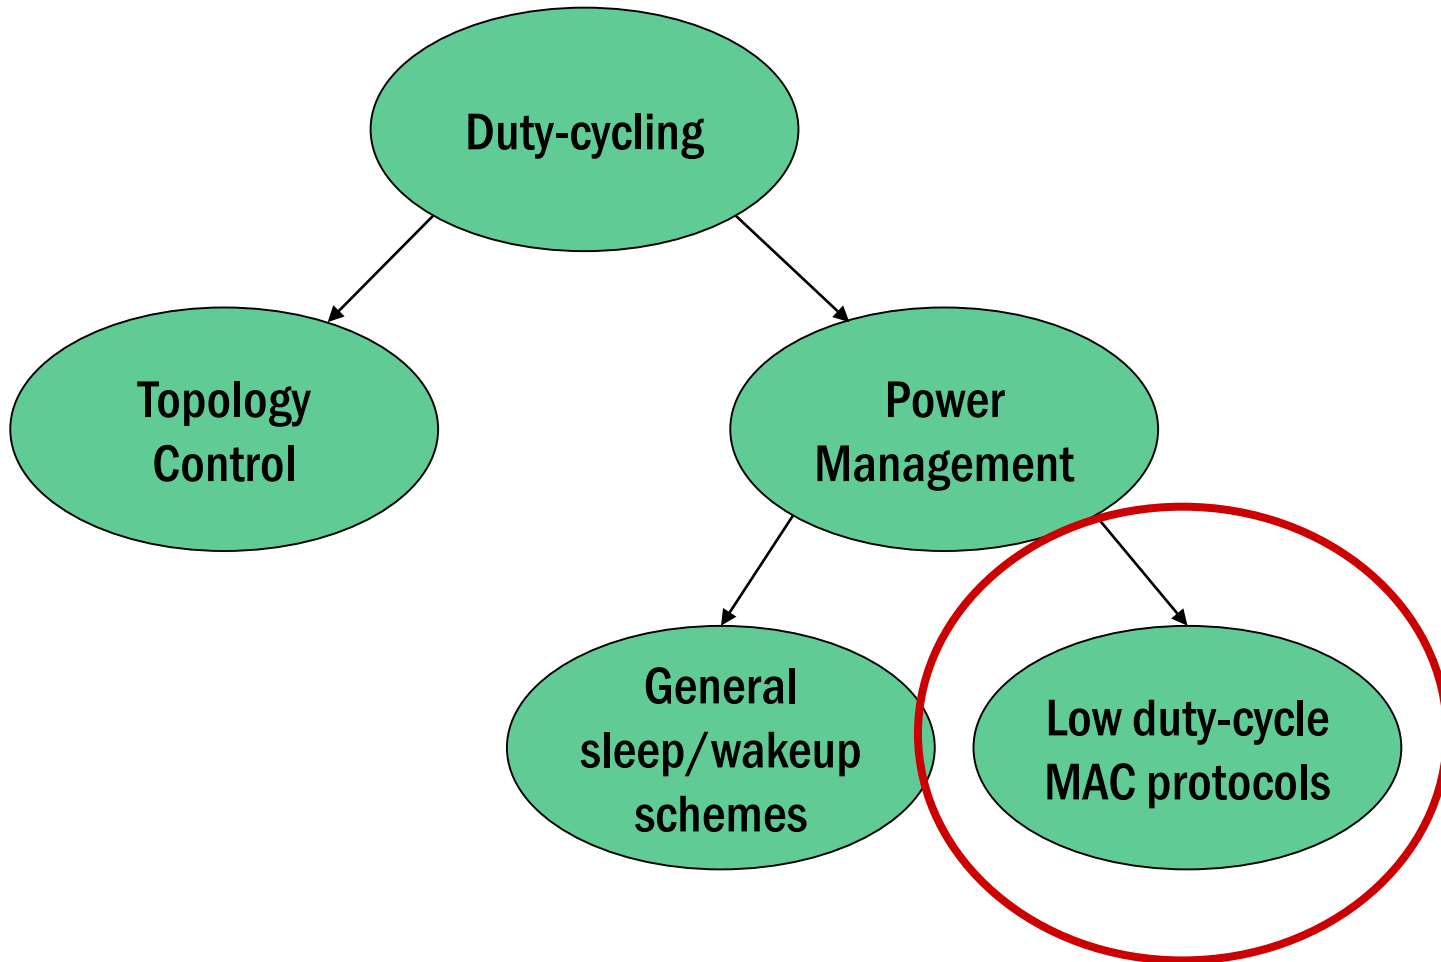 Duty-cycling
Topology
Control
Power
Management
General
sleep/wakeup
schemes
Low duty-cycle
MAC protocols